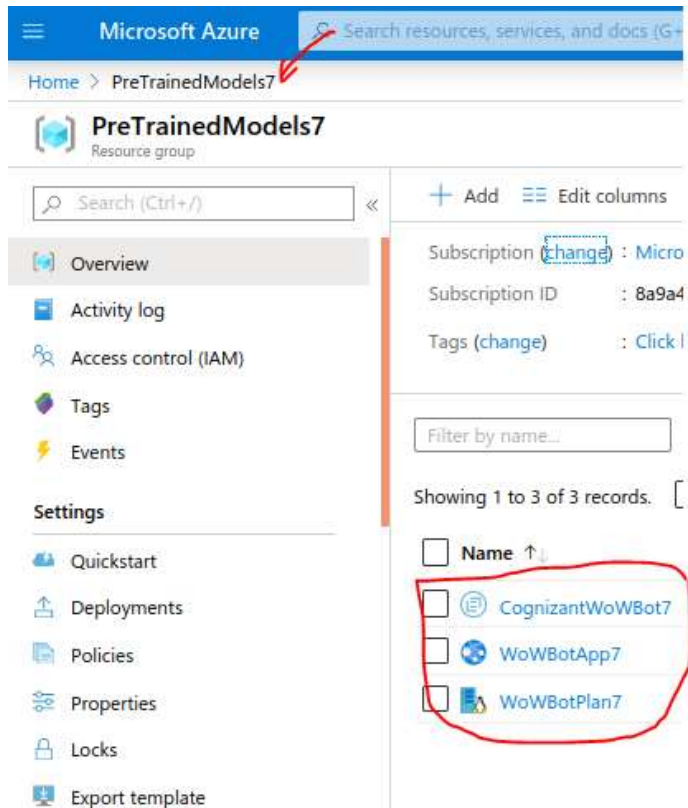 Microsoft Azure
Search resources, services, and docs (G+
Home > PreTrainedModels7
PreTrainedModels7
Resource group
Search (Ctrl+/)
«
Overview
Activity log
Access control (IAM)
Tags
Events
Settings
Quickstart
Deployments
Policies
Properties
Locks
Export template
+ Add Edit columns
Subscription (change) : Micro
Subscription ID : 8a9a4
Tags (change) : Click
Filter by name...
Showing 1 to 3 of 3 records.
Name ↑↓
CognizantWoWBot7
WoWBotApp7
WoWBotPlan7